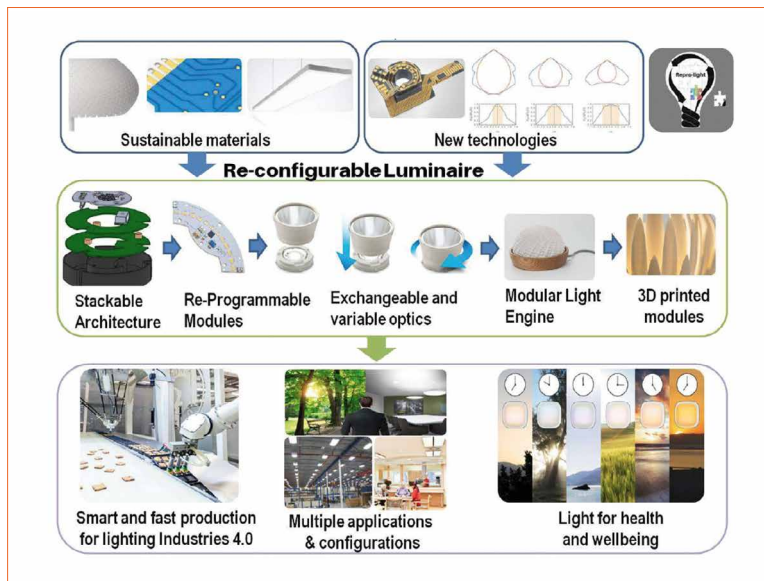 Repro-light
Sustainable materials
New technologies
Re-configurable Luminaire
Stackable
Architecture
Re-Programmable
Modules
Exchangeable and
variable optics
Modular Light
Engine
3D printed
modules
Smart and fast production
for lighting Industries 4.0
Multiple applications
& configurations
Light for health
and wellbeing